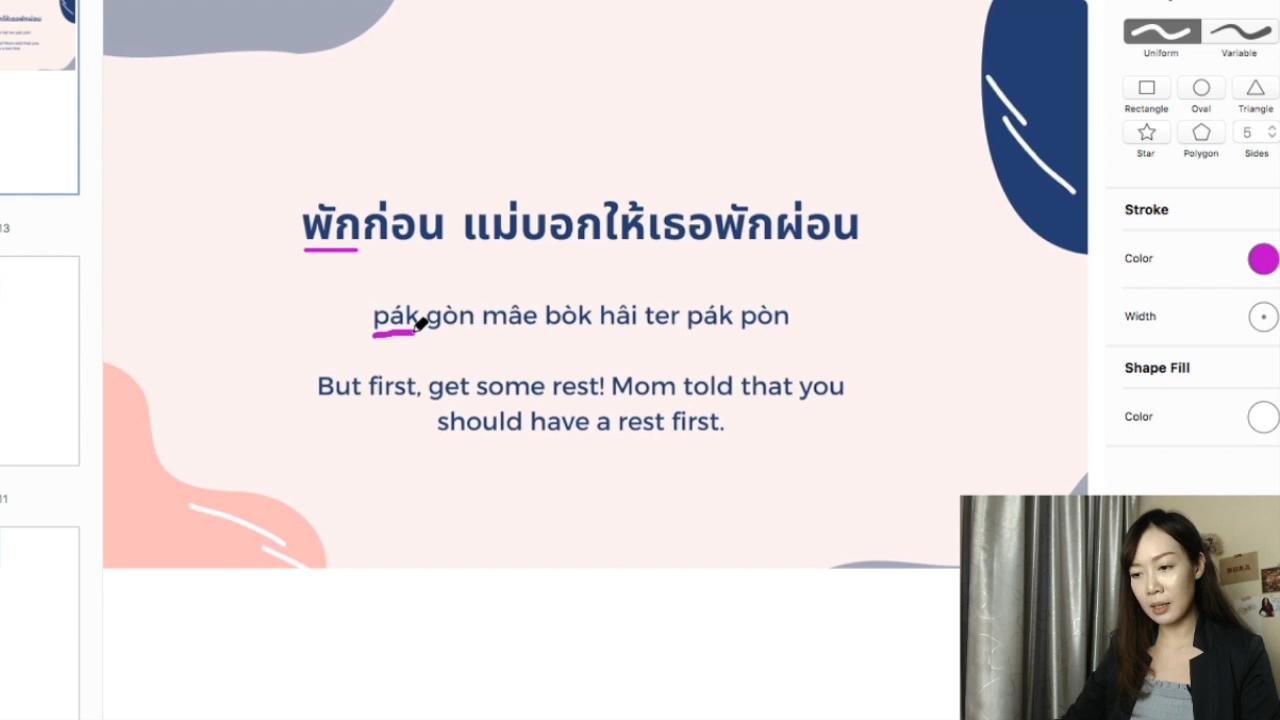 พักก่อน แม่บอกให้เธอพักผ่อน
pák gòn mâe bòk hâi ter pák pòn
But first, get some rest! Mom told that you
should have a rest first.
Uniform Variable
Rectangle Oval Triangle
5
Star Polygon Sides
Stroke
Color
Width
Shape Fill
Color
13
11